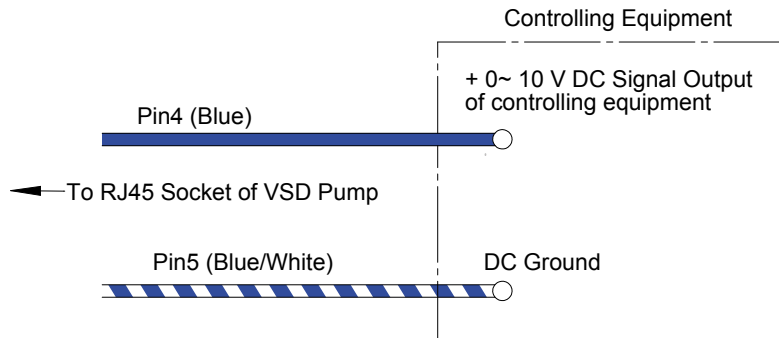 Controlling Equipment
+ 0~ 10 V DC Signal Output
of controlling equipment
Pin4 (Blue)
To RJ45 Socket of VSD Pump
Pin5 (Blue/White)
DC Ground